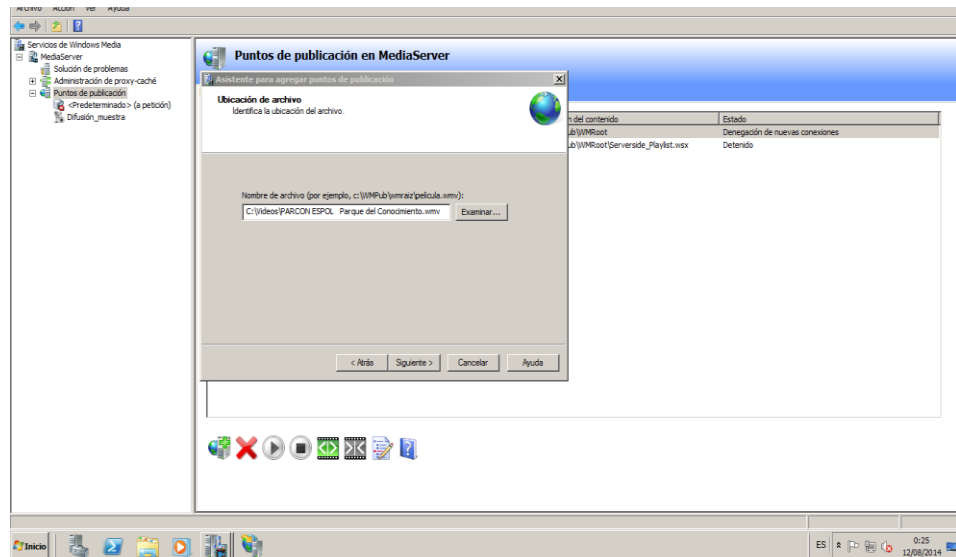 Archivo Acción Ver Ayuda
Servicios de Windows Media
MediaServer
Solución de problemas
Administración de proxy-caché
Puntos de publicación
<Predeterminado> (a petición)
Difusión_muestra
Puntos de publicación en MediaServer
Asistente para agregar puntos de publicación
Ubicación de archivo
Identifica la ubicación del archivo.
Nombre de archivo (por ejemplo, c:\WMPub\wmraiz\pelicula.wmv):
C:\Videos\PARCON ESPOL Parque del Conocimiento.wmv
Examinar...
< Atrás
Siguiente >
Cancelar
Ayuda
n del contenido
Estado
ub\WMRoot
Denegación de nuevas conexiones
ub\WMRoot\Serverside_Playlist.wsx
Detenido
Inicio
ES
0:25
12/08/2014